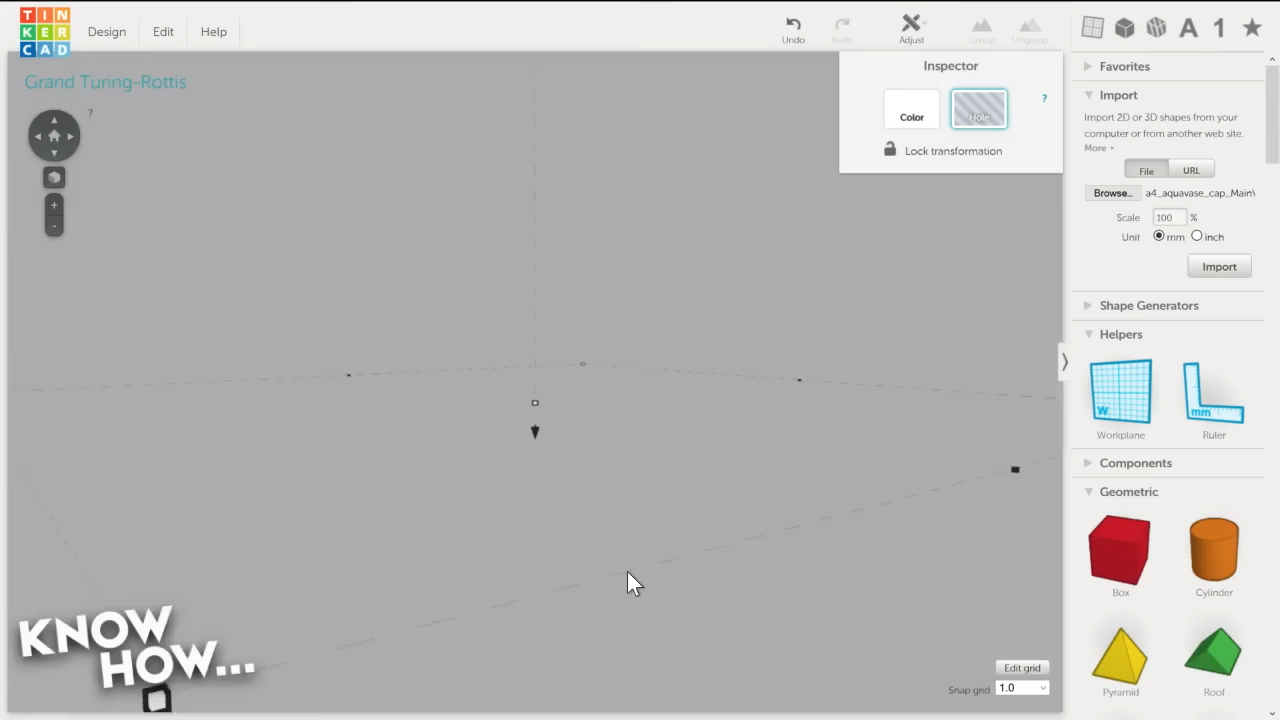 TIN
KER
CAD
Design
Edit
Help
Undo
Redo
Adjust
Group
Ungroup
A
1
Grand Turing-Rottis
?
+
-
Inspector
Color
Hole
?
Lock transformation
Favorites
Import
Import 2D or 3D shapes from your
computer or from another web site.
More
File
URL
Browse...
a4_aquavase_cap_Main\
Scale
100
%
Unit
mm
inch
Import
Shape Generators
Helpers
W
mm
Workplane
Ruler
Components
Geometric
Box
Cylinder
Pyramid
Roof
Edit grid
Snap grid
1.0
KNOW
HOW...